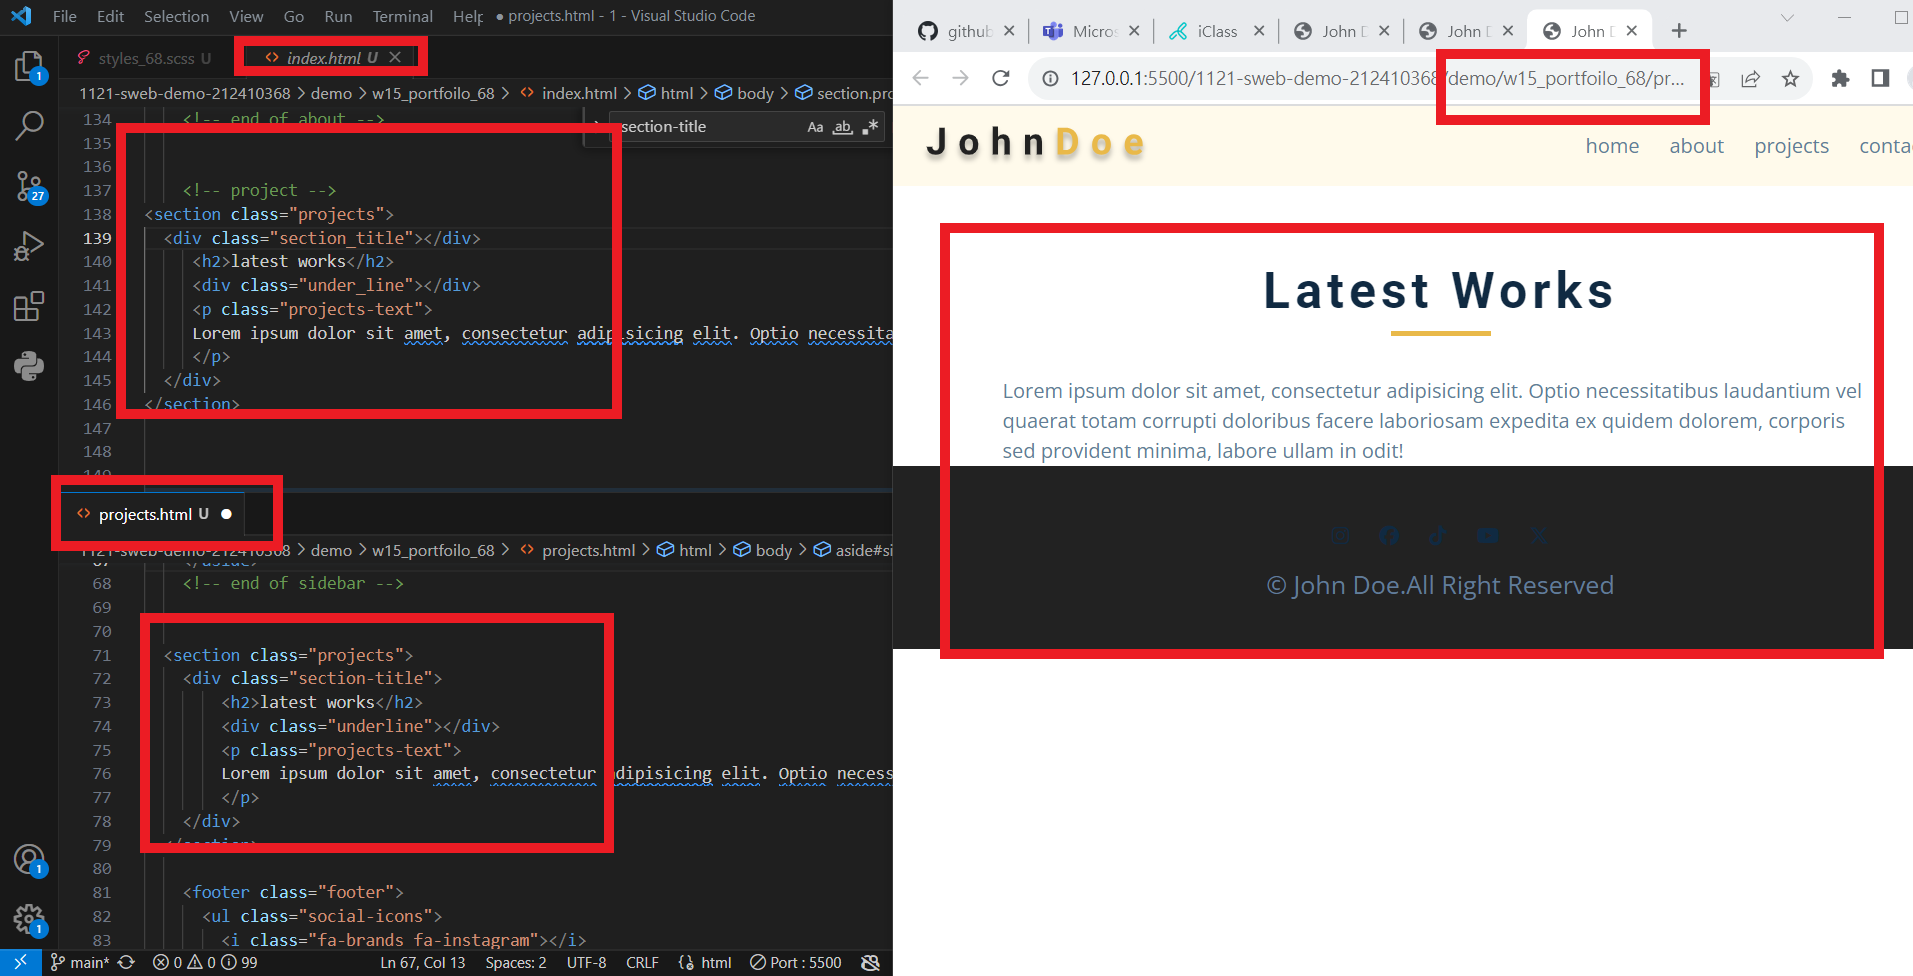 File Edit Selection View Go Run Terminal Help ● projects.html - 1 - Visual Studio Code
styles_68.scss U
index.html U
1121-sweb-demo-212410368 > demo > w15_portfoilo_68 > index.html > html > body > section.pro
134 <!-- end of about -->
section-title Aa ab
135
136
137 <!-- project -->
138 <section class="projects">
139 <div class="section_title"></div>
140 <h2>latest works</h2>
141 <div class="under_line"></div>
142 <p class="projects-text">
143 Lorem ipsum dolor sit amet, consectetur adipisicing elit. Optio necessita
144 </p>
145 </div>
146 </section>
147
148
149
projects.html U ●
1121-sweb-demo-212410368 > demo > w15_portfoilo_68 > projects.html > html > body > aside#si
67 </aside>
68 <!-- end of sidebar -->
69
70
71 <section class="projects">
72 <div class="section-title">
73 <h2>latest works</h2>
74 <div class="underline"></div>
75 <p class="projects-text">
76 Lorem ipsum dolor sit amet, consectetur adipisicing elit. Optio necess
77 </p>
78 </div>
79 </section>
80
81 <footer class="footer">
82 <ul class="social-icons">
83 <i class="fa-brands fa-instagram"></i>
1
27
1
1
main* 0 0 99 Ln 67, Col 13 Spaces: 2 UTF-8 CRLF html Port : 5500
github Micros iClass John D John D John D
127.0.0.1:5500/1121-sweb-demo-212410368/demo/w15_portfoilo_68/pr...
JohnDoe
home about projects conta
Latest Works
Lorem ipsum dolor sit amet, consectetur adipisicing elit. Optio necessitatibus laudantium vel
quaerat totam corrupti doloribus facere laboriosam expedita ex quidem dolorem, corporis
sed provident minima, labore ullam in odit!
© John Doe.All Right Reserved